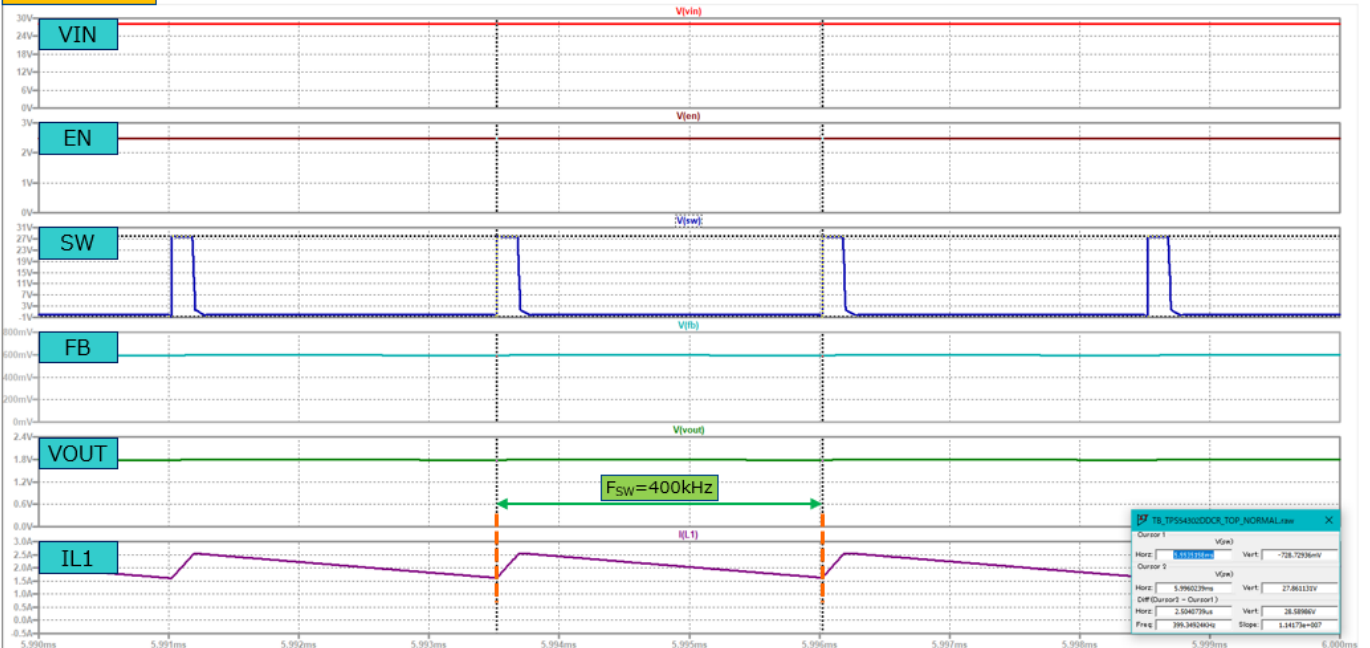 V(vin)
30V
24V
18V
12V
6V
0V
VIN
V(en)
3V
2V
1V
0V
EN
V(sw)
31V
27V
23V
19V
15V
11V
7V
3V
-1V
SW
V(fb)
800mV
600mV
400mV
200mV
0mV
FB
V(vout)
2.4V
1.8V
1.2V
0.6V
0.0V
VOUT
FSW=400kHz
I(L1)
3.0A
2.5A
2.0A
1.5A
1.0A
0.5A
0.0A
-0.5A
IL1
5.990ms 5.991ms 5.992ms 5.993ms 5.994ms 5.995ms 5.996ms 5.997ms 5.998ms 5.999ms 6.000ms
TB_TPS54302DDCR_TOP_NORMAL.raw
Cursor 1
V(sw)
Horz: Vert: -728.72936mV
Cursor 2
V(sw)
Horz: 5.9960239ms Vert: 27.861131V
Diff (Cursor2 - Cursor1)
Horz: 2.5040739us Vert: 28.58986V
Freq: 399.34924KHz Slope: 1.14173e+007